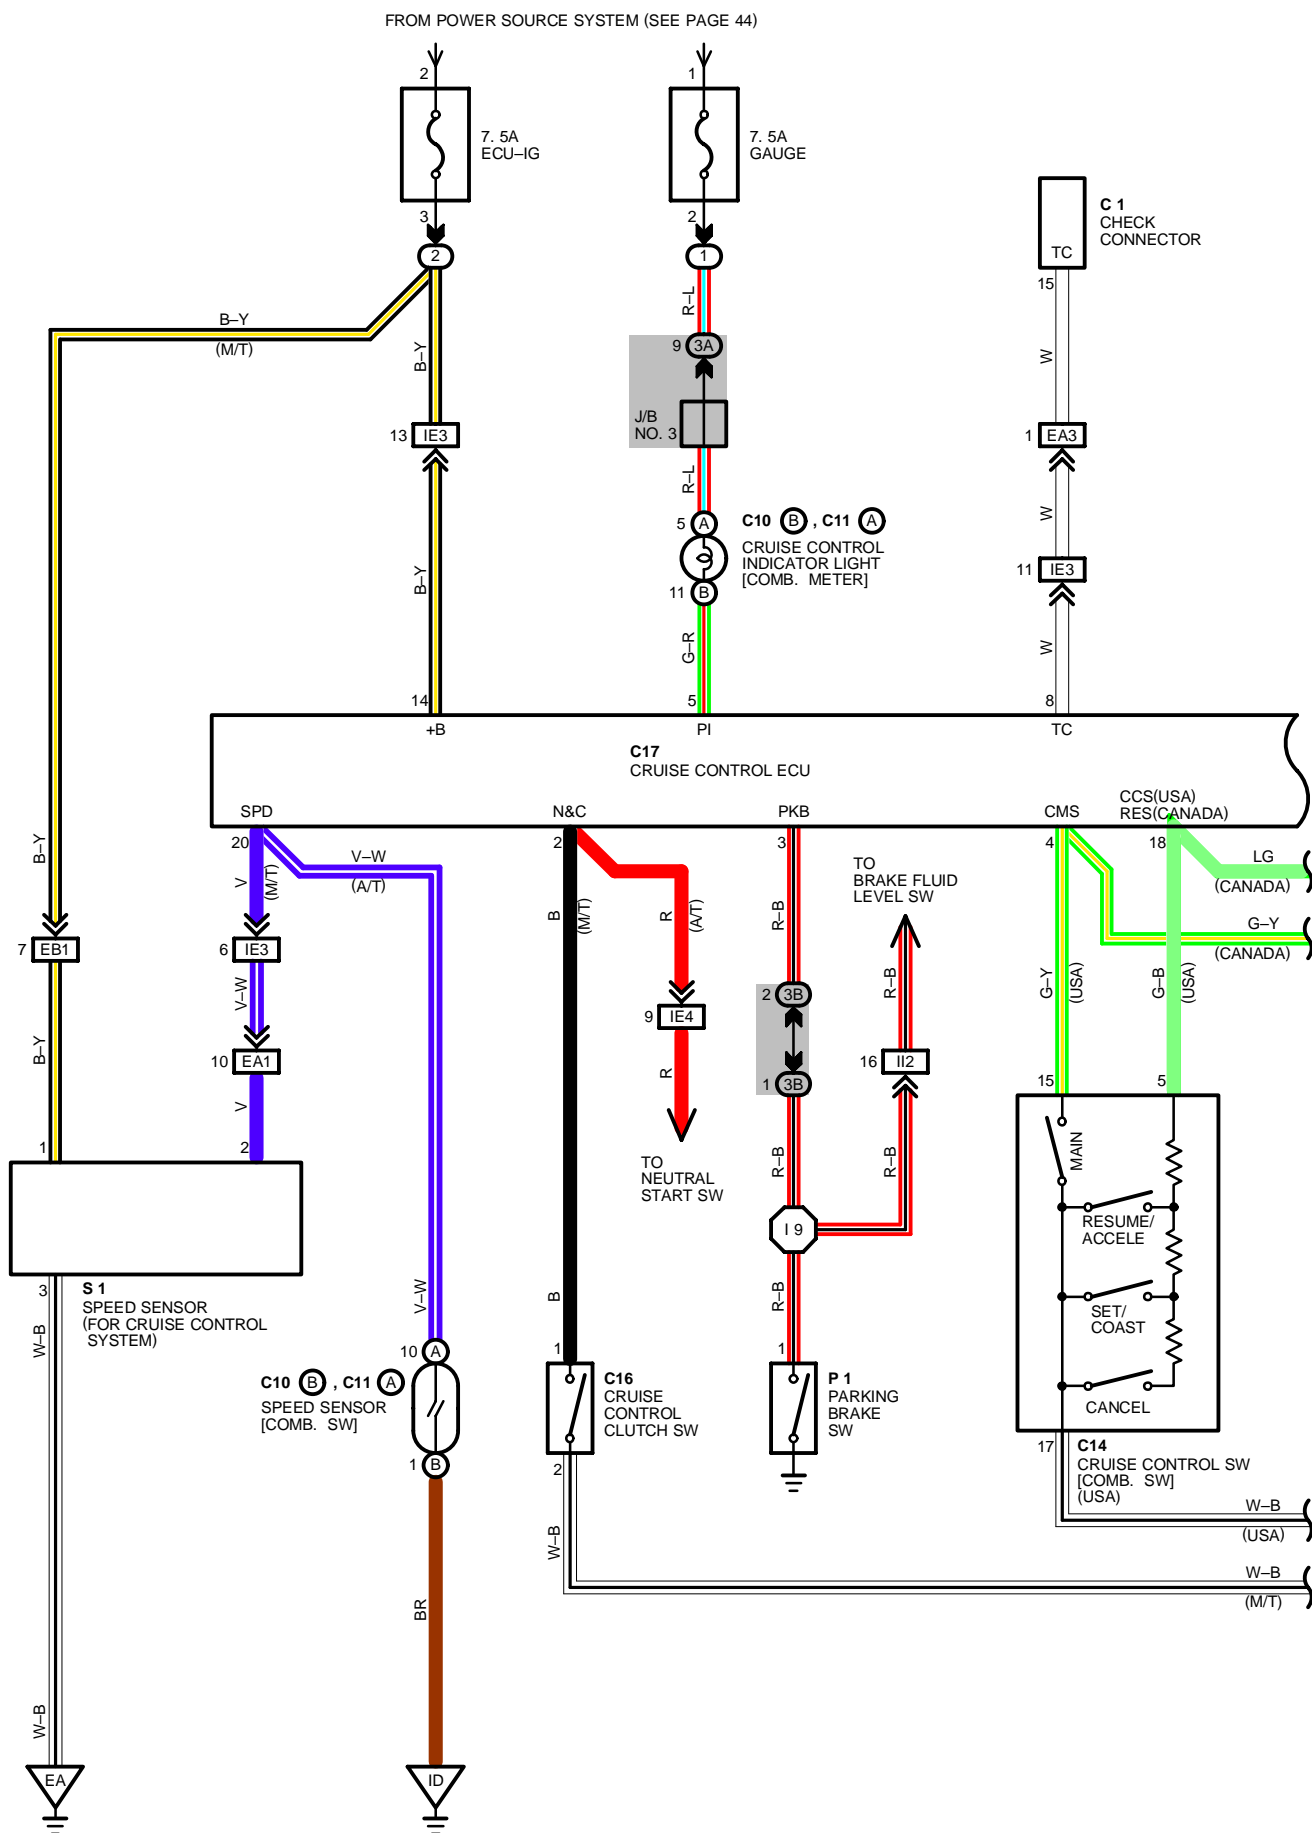 FROM POWER SOURCE SYSTEM (SEE PAGE 44)
2
1
7. 5A
ECU–IG
7. 5A
GAUGE
C 1
CHECK
CONNECTOR
TC
3
2
2
1
15
B–Y
(M/T)
B–Y
R–L
9
3A
W
J/B
NO. 3
13
IE3
1
EA3
R–L
W
5
A
C10 B , C11 A
CRUISE CONTROL
INDICATOR LIGHT
[COMB. METER]
11
IE3
B–Y
11
B
G–R
W
14
5
8
+B
PI
TC
C17
CRUISE CONTROL ECU
SPD
N&C
PKB
CMS
CCS(USA)
RES(CANADA)
20
2
3
4
18
B–Y
V
(M/T)
V–W
(A/T)
B
(M/T)
R
(A/T)
R–B
TO
BRAKE FLUID
LEVEL SW
LG
(CANADA)
G–Y
(CANADA)
7
EB1
6
IE3
V–W
R–B
G–Y
(USA)
G–B
(USA)
2
3B
9
IE4
B–Y
10
EA1
R
16
II2
1
3B
15
5
V
1
2
TO
NEUTRAL
START SW
R–B
R–B
MAIN
I 9
RESUME/
ACCELE
3
S 1
SPEED SENSOR
(FOR CRUISE CONTROL
SYSTEM)
W–B
V–W
B
R–B
SET/
COAST
10
A
1
1
C10 B , C11 A
SPEED SENSOR
[COMB. SW]
C16
CRUISE
CONTROL
CLUTCH SW
P 1
PARKING
BRAKE
SW
CANCEL
1
B
2
17
C14
CRUISE CONTROL SW
[COMB. SW]
(USA)
W–B
W–B
(USA)
W–B
(M/T)
BR
W–B
EA
ID